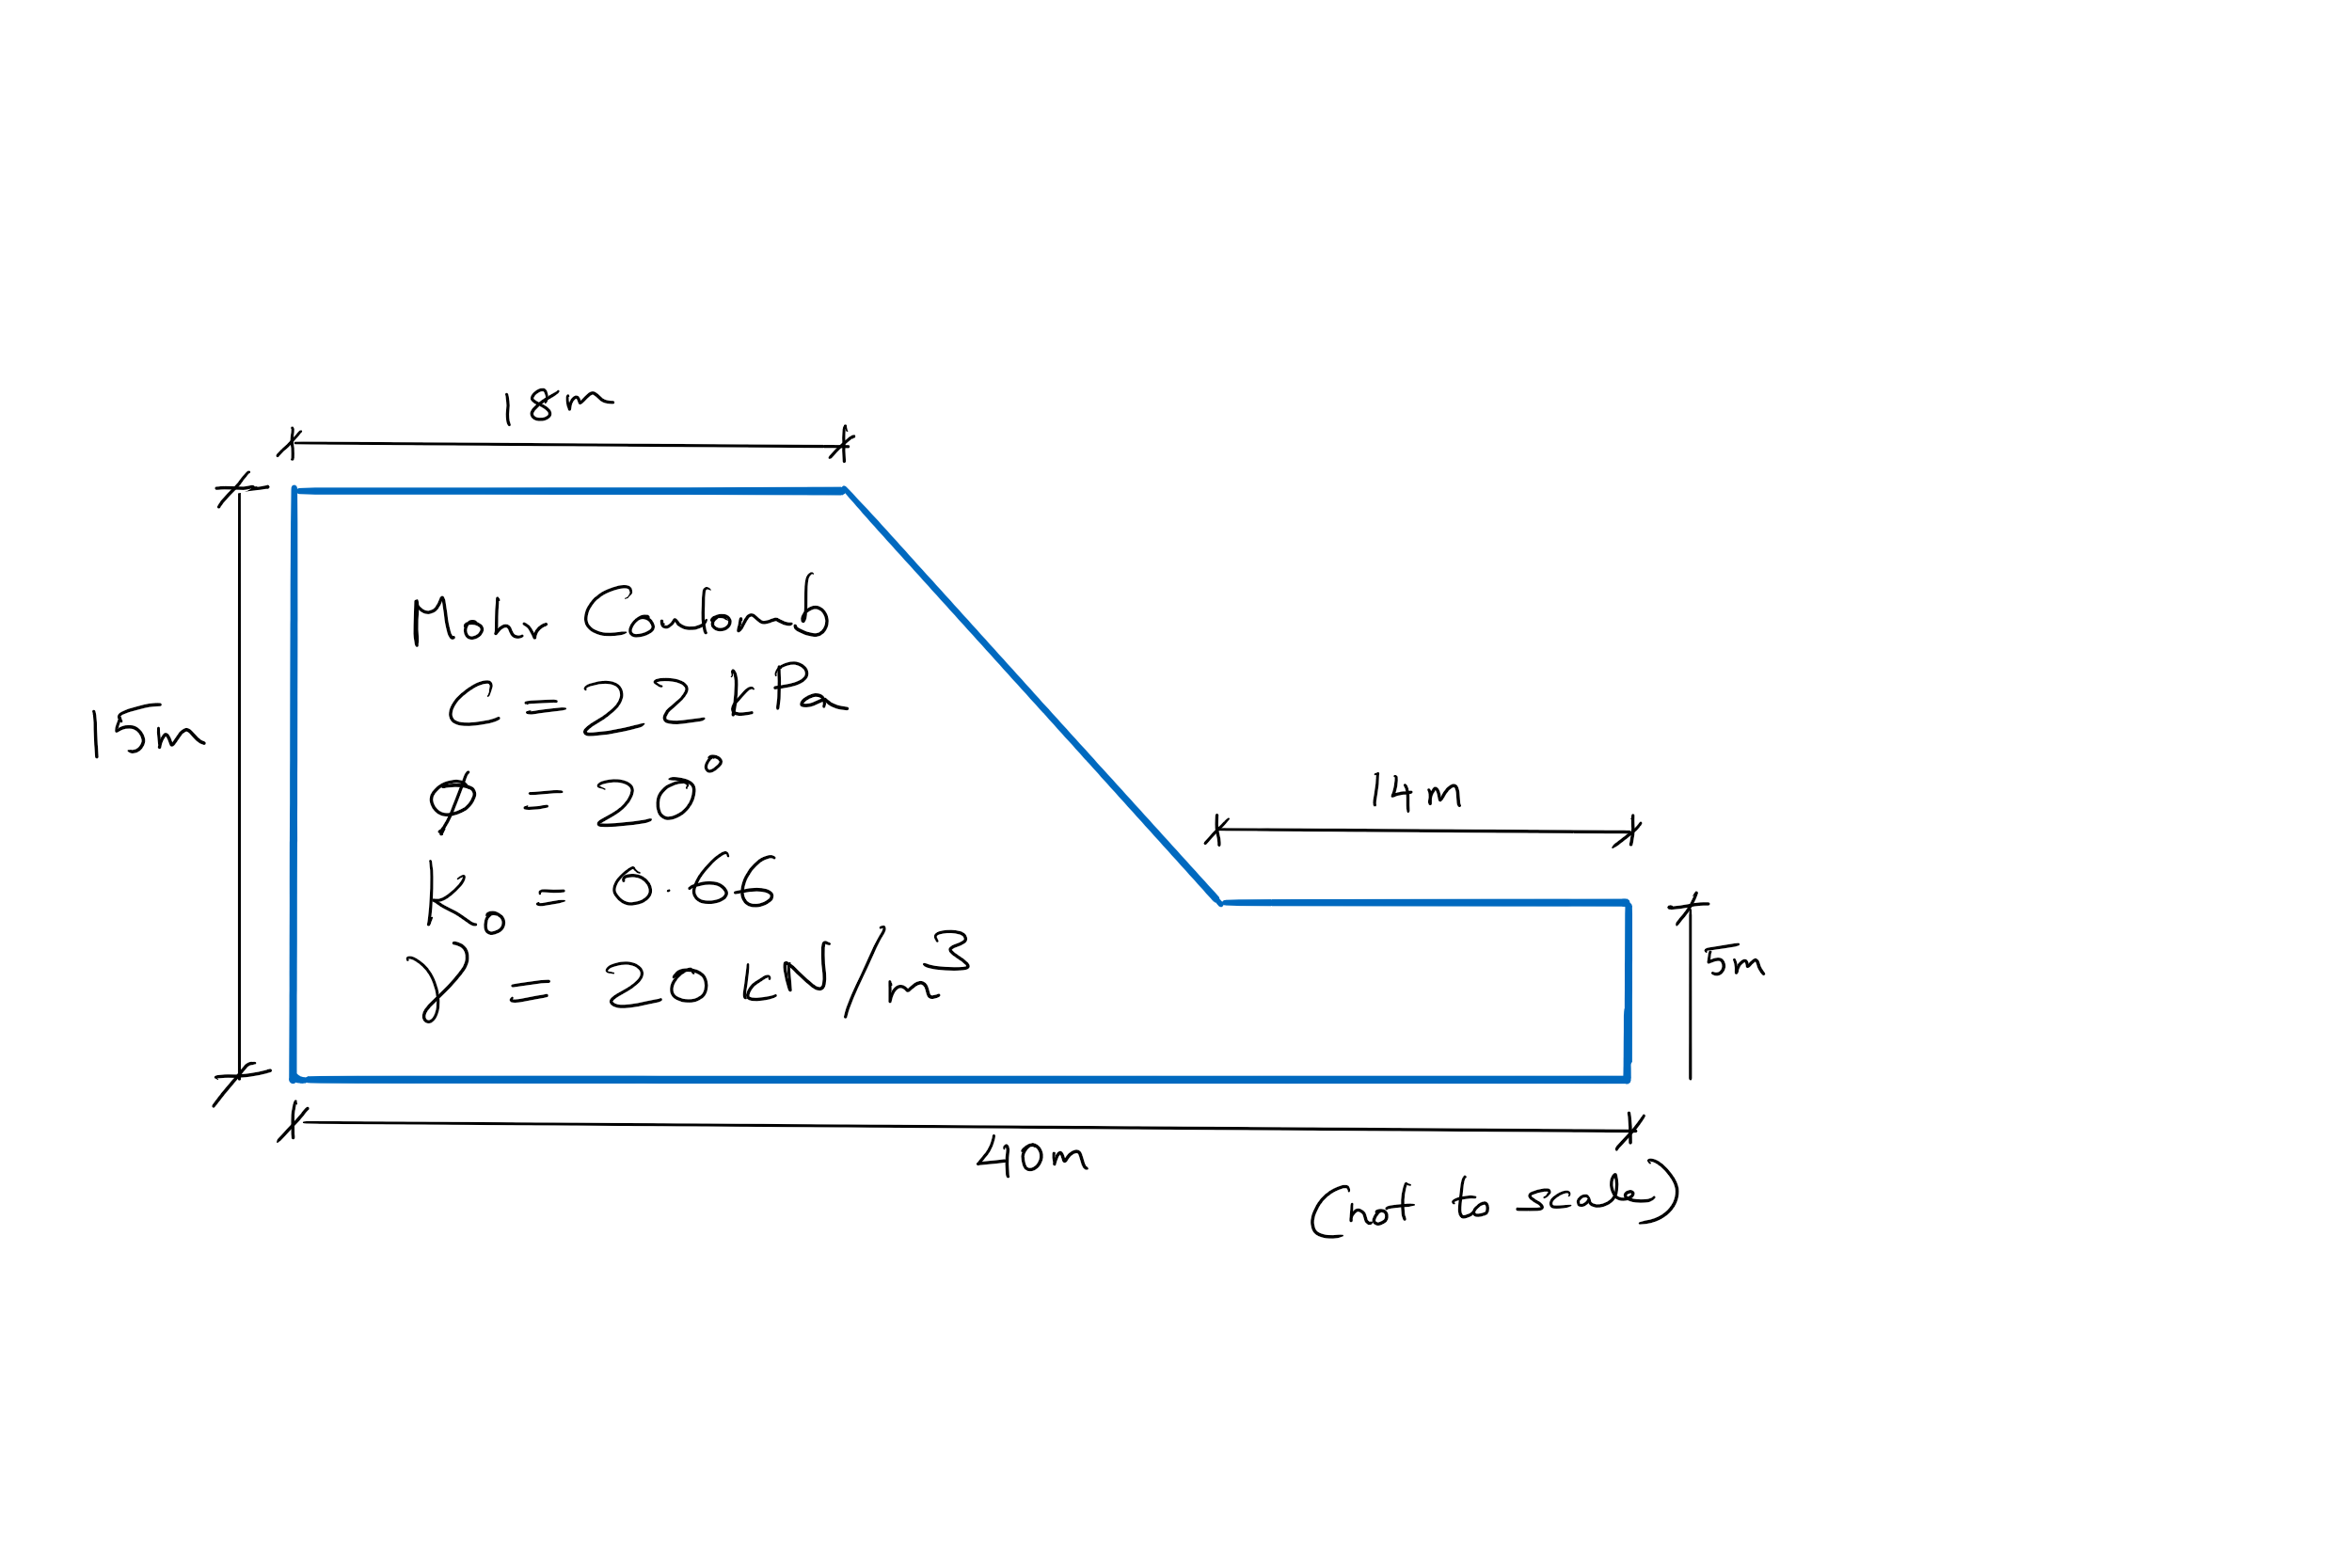 18m
Mohr Coulomb
C = 22 kPa
15m
ϕ = 20°
14m
K₀ = 0.66
5m
γ = 20 kN/m³
40m
(not to scale)